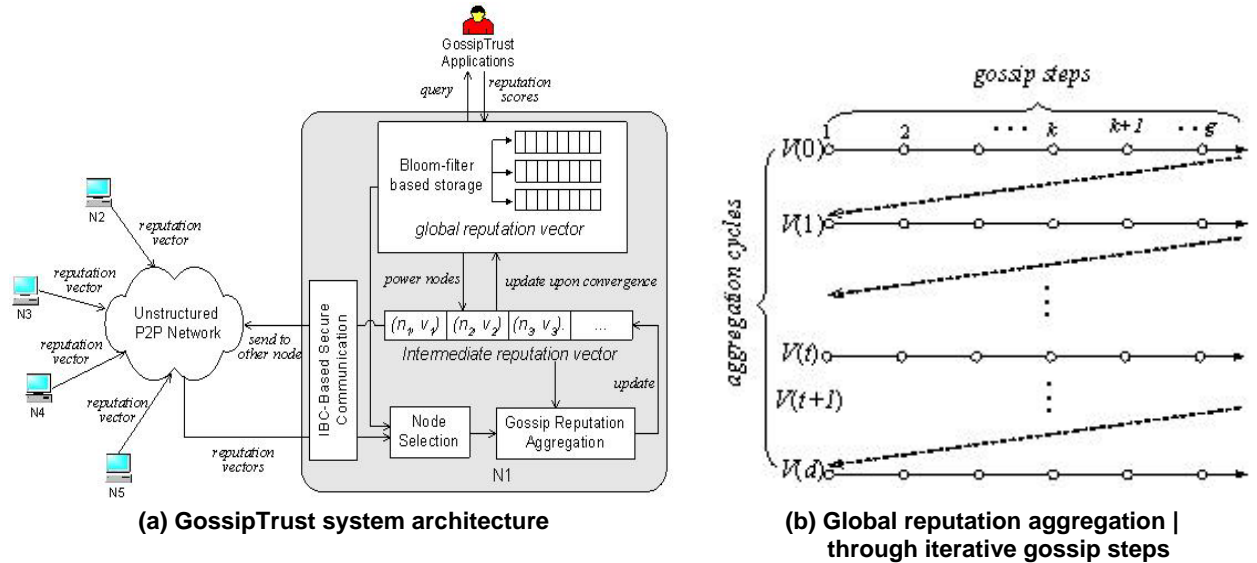 GossipTrust
Applications
query
reputation
scores
Bloom-filter
based storage
global reputation vector
N2
reputation
vector
reputation
vector
N3
Unstructured
P2P Network
reputation
vector
N4
reputation
vector
N5
send to
other node
reputation
vectors
IBC-Based Secure
Communication
power nodes
update upon convergence
(n1, v1)
(n2, v2)
(n3, v3).
...
Intermediate reputation vector
update
Node
Selection
Gossip Reputation
Aggregation
N1
(a) GossipTrust system architecture
gossip steps
1 2 ... k k+1 .. g
aggregation cycles
V(0)
V(1)
V(t)
V(t+1)
V(d)
(b) Global reputation aggregation |
through iterative gossip steps